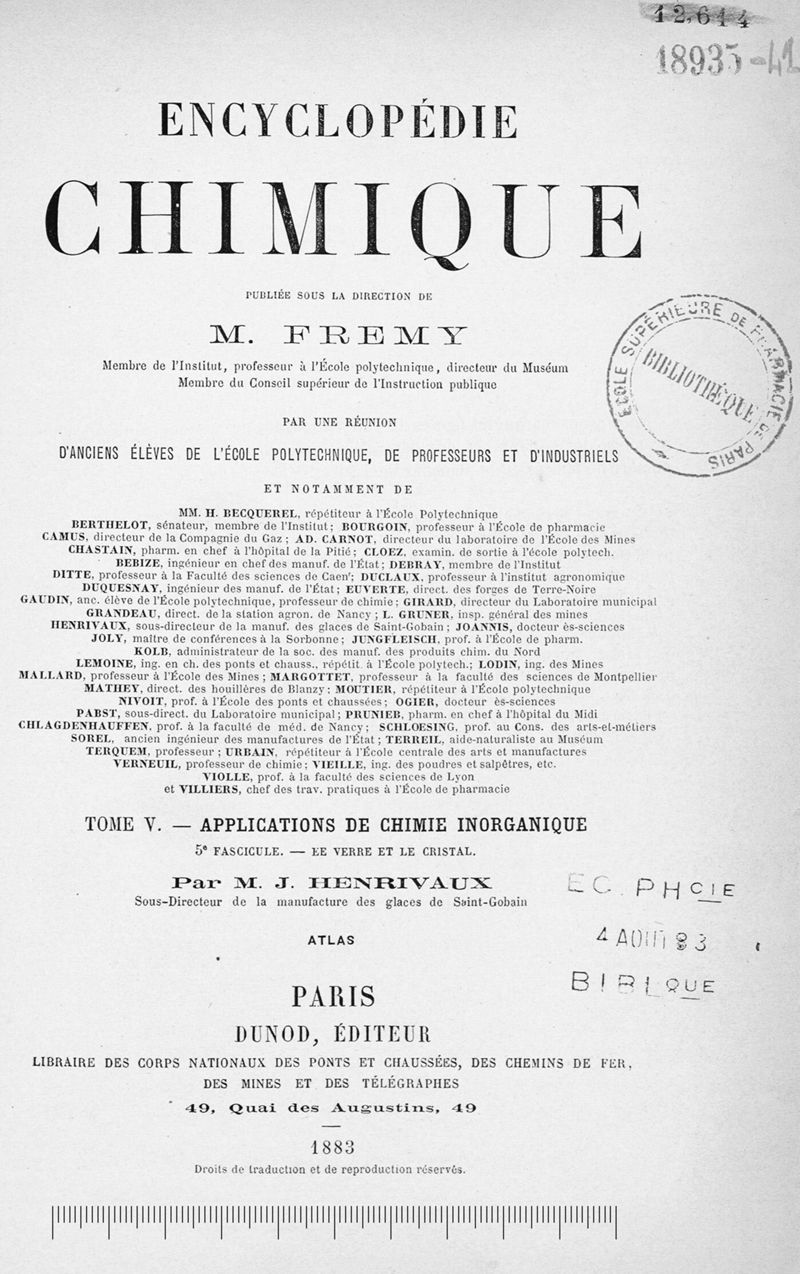 12,614
18935-41
ENCYCLOPÉDIE
CHIMIQUE
PUBLIÉE SOUS LA DIRECTION DE
M. FREMY
Membre de l'Institut, professeur à l'École polytechnique, directeur du Muséum
Membre du Conseil supérieur de l'Instruction publique
ÉCOLE SUPÉRIEURE DE PHARMACIE DE PARIS
BIBLIOTHÈQUE
PAR UNE RÉUNION
D'ANCIENS ÉLÈVES DE L'ÉCOLE POLYTECHNIQUE, DE PROFESSEURS ET D'INDUSTRIELS
ET NOTAMMENT DE
MM. H. BECQUEREL, répétiteur à l'École Polytechnique
BERTHELOT, sénateur, membre de l'Institut; BOURGOIN, professeur à l'École de pharmacie
CAMUS, directeur de la Compagnie du Gaz; AD. CARNOT, directeur du laboratoire de l'École des Mines
CHASTAIN, pharm. en chef à l'hôpital de la Pitié; CLOEZ, examin. de sortie à l'école polytech.
BEBIZE, ingénieur en chef des manuf. de l'État; DEBRAY, membre de l'Institut
DITTE, professeur à la Faculté des sciences de Caen'; DUCLAUX, professeur à l'institut agronomique
DUQUESNAY, ingénieur des manuf. de l'État; EUVERTE, direct. des forges de Terre-Noire
GAUDIN, anc. élève de l'École polytechnique, professeur de chimie; GIRARD, directeur du Laboratoire municipal
GRANDEAU, direct. de la station agron. de Nancy; L. GRUNER, insp. général des mines
HENRIVAUX, sous-directeur de la manuf. des glaces de Saint-Gobain; JOANNIS, docteur ès-sciences
JOLY, maître de conférences à la Sorbonne; JUNGFLEISCH, prof. à l'École de pharm.
KOLB, administrateur de la soc. des manuf. des produits chim. du Nord
LEMOINE, ing. en ch. des ponts et chauss., répétit. à l'École polytech.; LODIN, ing. des Mines
MALLARD, professeur à l'École des Mines; MARGOTTET, professeur à la faculté des sciences de Montpellier
MATHEY, direct. des houillères de Blanzy; MOUTIER, répétiteur à l'École polytechnique
NIVOIT, prof. à l'École des ponts et chaussées; OGIER, docteur ès-sciences
PABST, sous-direct. du Laboratoire municipal; PRUNIER, pharm. en chef à l'hôpital du Midi
CHLAGDENHAUFFEN, prof. à la faculté de méd. de Nancy; SCHLOESING, prof. au Cons. des arts-et-métiers
SOREL, ancien ingénieur des manufactures de l'État; TERREIL, aide-naturaliste au Muséum
TERQUEM, professeur; URBAIN, répétiteur à l'École centrale des arts et manufactures
VERNEUIL, professeur de chimie; VIEILLE, ing. des poudres et salpêtres, etc.
VIOLLE, prof. à la faculté des sciences de Lyon
et VILLIERS, chef des trav. pratiques à l'École de pharmacie
TOME V. — APPLICATIONS DE CHIMIE INORGANIQUE
5e FASCICULE. — LE VERRE ET LE CRISTAL.
Par M. J. HENRIVAUX
Sous-Directeur de la manufacture des glaces de Saint-Gobain
EC. PHCIE
4 AOUT 83
BIBLQUE
ATLAS
PARIS
DUNOD, ÉDITEUR
LIBRAIRE DES CORPS NATIONAUX DES PONTS ET CHAUSSÉES, DES CHEMINS DE FER,
DES MINES ET DES TÉLÉGRAPHES
49, Quai des Augustins, 49
1883
Droits de traduction et de reproduction réservés.